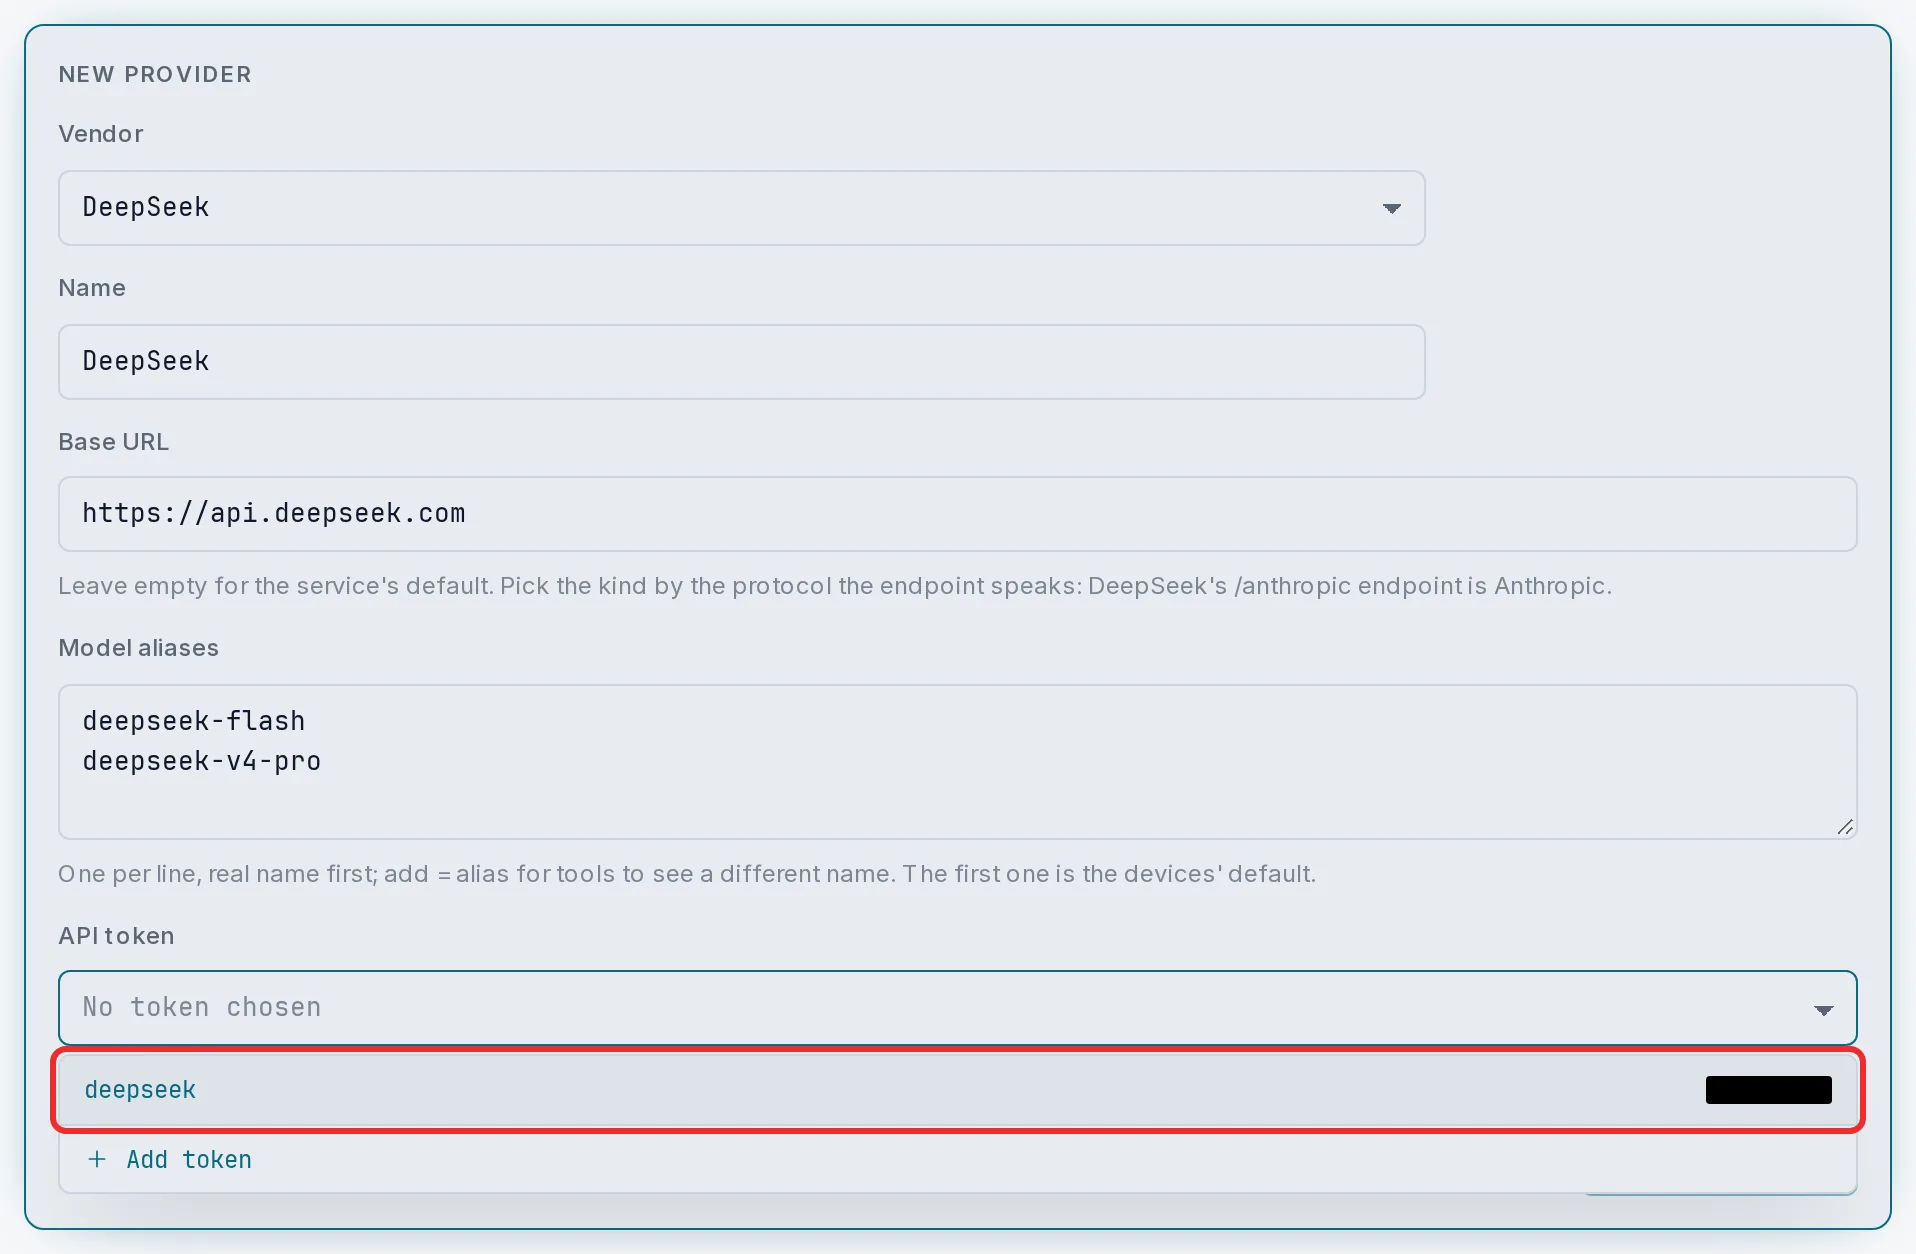 NEW PROVIDER
Vendor
DeepSeek
Name
DeepSeek
Base URL
https://api.deepseek.com
Leave empty for the service's default. Pick the kind by the protocol the endpoint speaks: DeepSeek's /anthropic endpoint is Anthropic.
Model aliases
deepseek-flash
deepseek-v4-pro
One per line, real name first; add =alias for tools to see a different name. The first one is the devices' default.
API token
No token chosen
deepseek
+ Add token